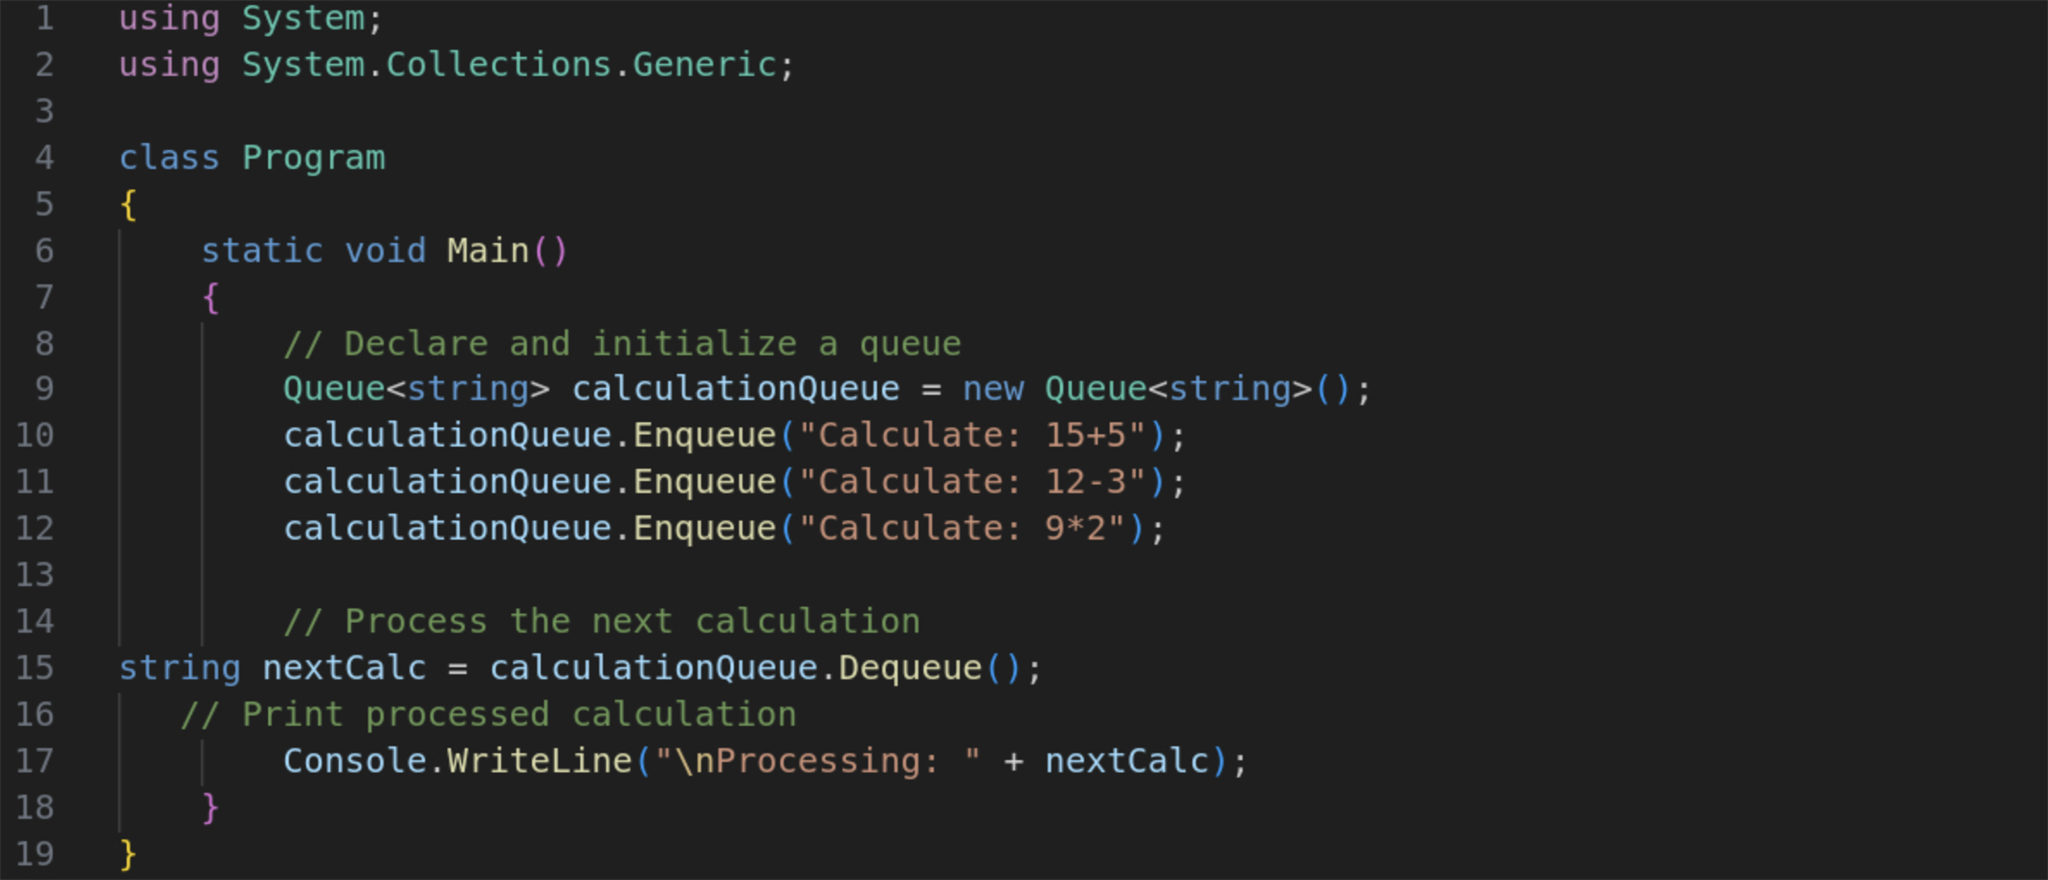 1 using System;
2 using System.Collections.Generic;
3
4 class Program
5 {
6     static void Main()
7     {
8         // Declare and initialize a queue
9         Queue<string> calculationQueue = new Queue<string>();
10         calculationQueue.Enqueue("Calculate: 15+5");
11         calculationQueue.Enqueue("Calculate: 12-3");
12         calculationQueue.Enqueue("Calculate: 9*2");
13
14         // Process the next calculation
15 string nextCalc = calculationQueue.Dequeue();
16    // Print processed calculation
17         Console.WriteLine("\nProcessing: " + nextCalc);
18     }
19 }